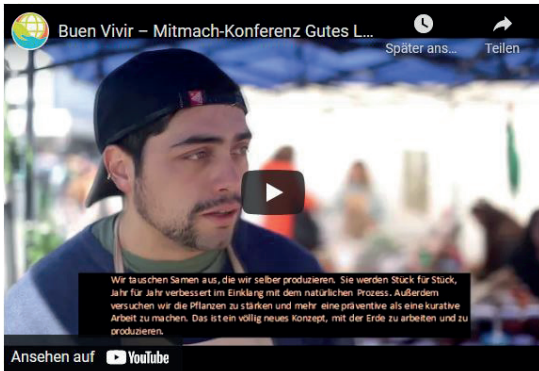 Buen Vivir – Mitmach-Konferenz Gutes L...
Später ans...
Teilen
Wir tauschen Samen aus, die wir selber produzieren. Sie werden Stück für Stück,
Jahr für Jahr verbessert im Einklang mit dem natürlichen Prozess. Außerdem
versuchen wir die Pflanzen zu stärken und mehr eine präventive als eine kurative
Arbeit zu machen. Das ist ein völlig neues Konzept, mit der Erde zu arbeiten und zu
produzieren.
Ansehen auf YouTube